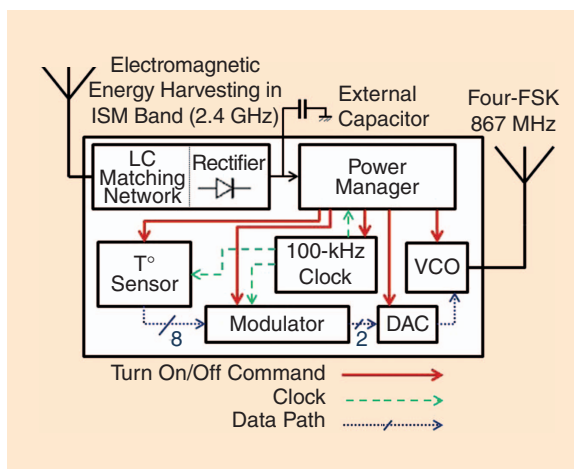 Electromagnetic
Energy Harvesting in
ISM Band (2.4 GHz)
External
Capacitor
Four-FSK
867 MHz
LC
Matching
Network
Rectifier
Power
Manager
T°
Sensor
100-kHz
Clock
VCO
8
Modulator
2
DAC
Turn On/Off Command
Clock
Data Path